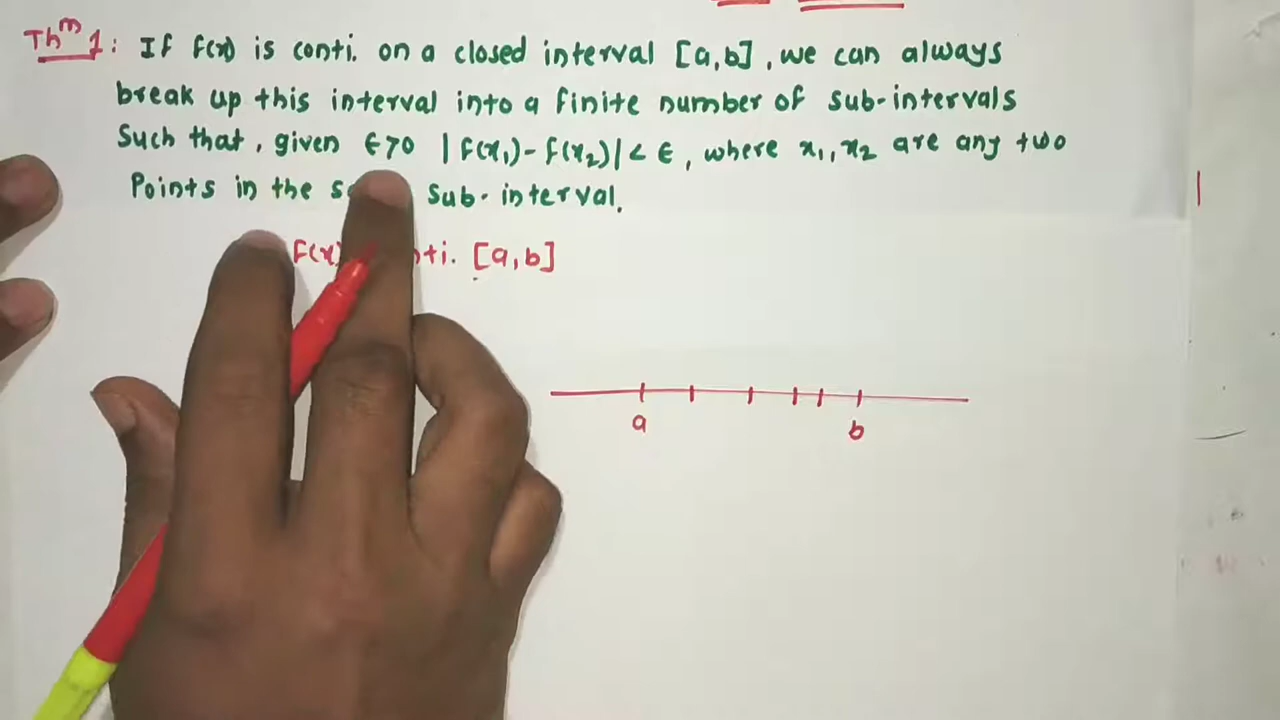 Thm 1: If f(x) is conti. on a closed interval [a,b], we can always
break up this interval into a finite number of sub-intervals
Such that, given ϵ>0 |f(x₁)-f(x₂)|<ϵ, where x₁,x₂ are any two
Points in the sub-interval.
f(x) [a,b]
a b